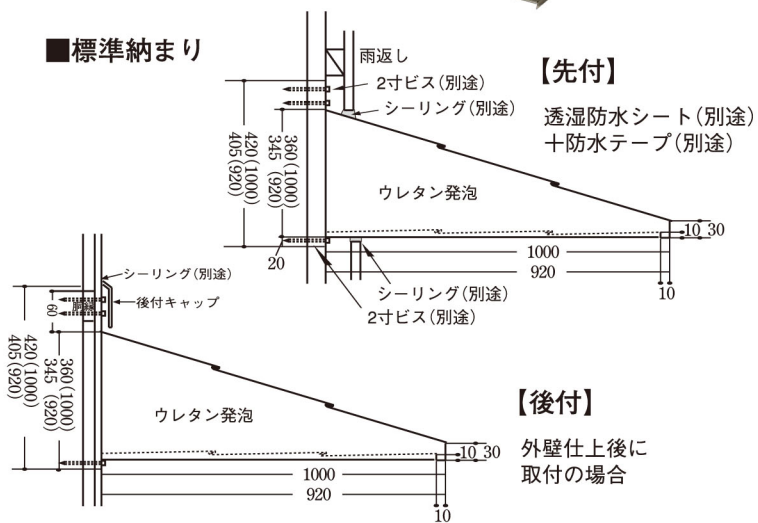 ■標準納まり
雨返し
2寸ビス(別途)
シーリング(別途)
【先付】
透湿防水シート(別途)
+防水テープ(別途)
360(1000)
345 (920)
420(1000)
405(920)
ウレタン発泡
10 30
20
1000
920
10
シーリング(別途)
2寸ビス(別途)
シーリング(別途)
後付キャップ
胴縁
60
360(1000)
345 (920)
420(1000)
405(920)
ウレタン発泡
【後付】
外壁仕上後に
取付の場合
10 30
1000
920
10